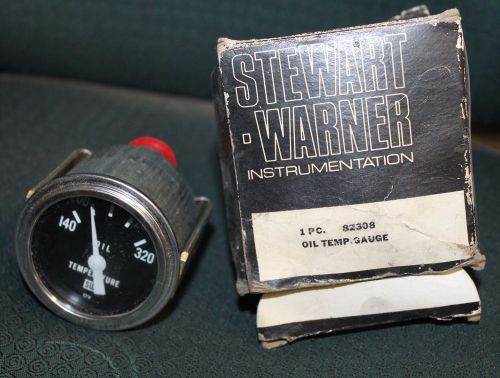 STEWART
·WARNER
INSTRUMENTATION
1 PC. 82308
OIL TEMP. GAUGE
140
320
OIL
TEMPERATURE